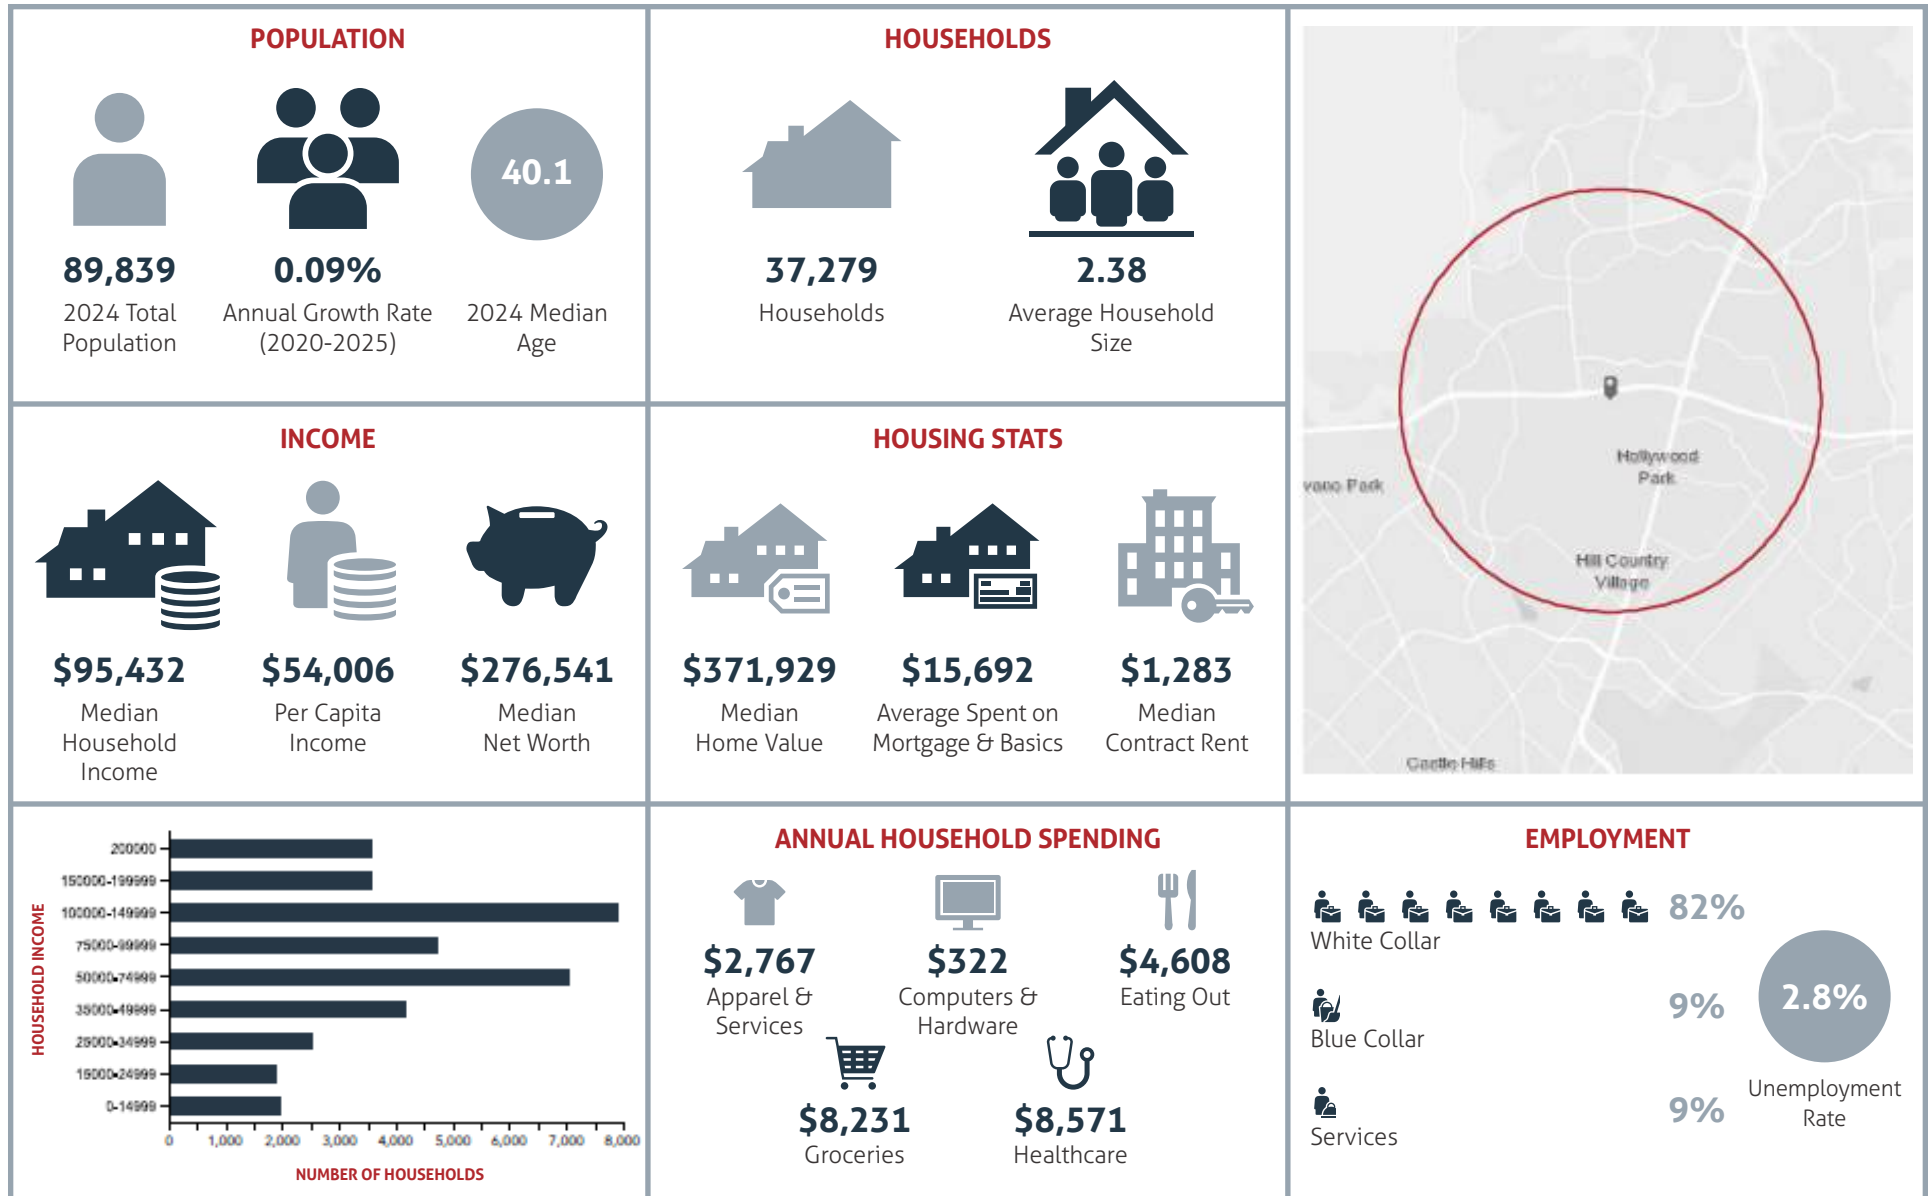 POPULATION
40.1
89,839
2024 Total
Population
0.09%
Annual Growth Rate
(2020-2025)
2024 Median
Age
HOUSEHOLDS
37,279
Households
2.38
Average Household
Size
Hollywood
Park
vano Park
Hill Country
Village
Castle Hills
INCOME
$95,432
Median
Household
Income
$54,006
Per Capita
Income
$276,541
Median
Net Worth
HOUSING STATS
$371,929
Median
Home Value
$15,692
Average Spent on
Mortgage & Basics
$1,283
Median
Contract Rent
HOUSEHOLD INCOME
200000
150000-199999
100000-149999
75000-99999
50000-74999
35000-49999
25000-34999
15000-24999
0-14999
0 1,000 2,000 3,000 4,000 5,000 6,000 7,000 8,000
NUMBER OF HOUSEHOLDS
ANNUAL HOUSEHOLD SPENDING
$2,767
Apparel &
Services
$322
Computers &
Hardware
$4,608
Eating Out
$8,231
Groceries
$8,571
Healthcare
EMPLOYMENT
82%
White Collar
9%
Blue Collar
9%
Services
2.8%
Unemployment
Rate